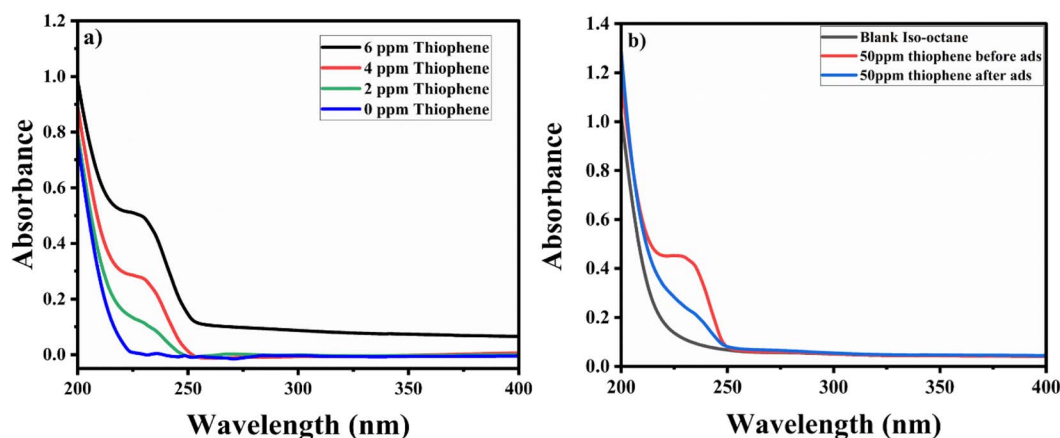 a)
6 ppm Thiophene
4 ppm Thiophene
2 ppm Thiophene
0 ppm Thiophene
Absorbance
1.2
1.0
0.8
0.6
0.4
0.2
0.0
200 250 300 350 400
Wavelength (nm)
b)
Blank Iso-octane
50ppm thiophene before ads
50ppm thiophene after ads
Absorbance
1.4
1.2
1.0
0.8
0.6
0.4
0.2
0.0
200 250 300 350 400
Wavelength (nm)